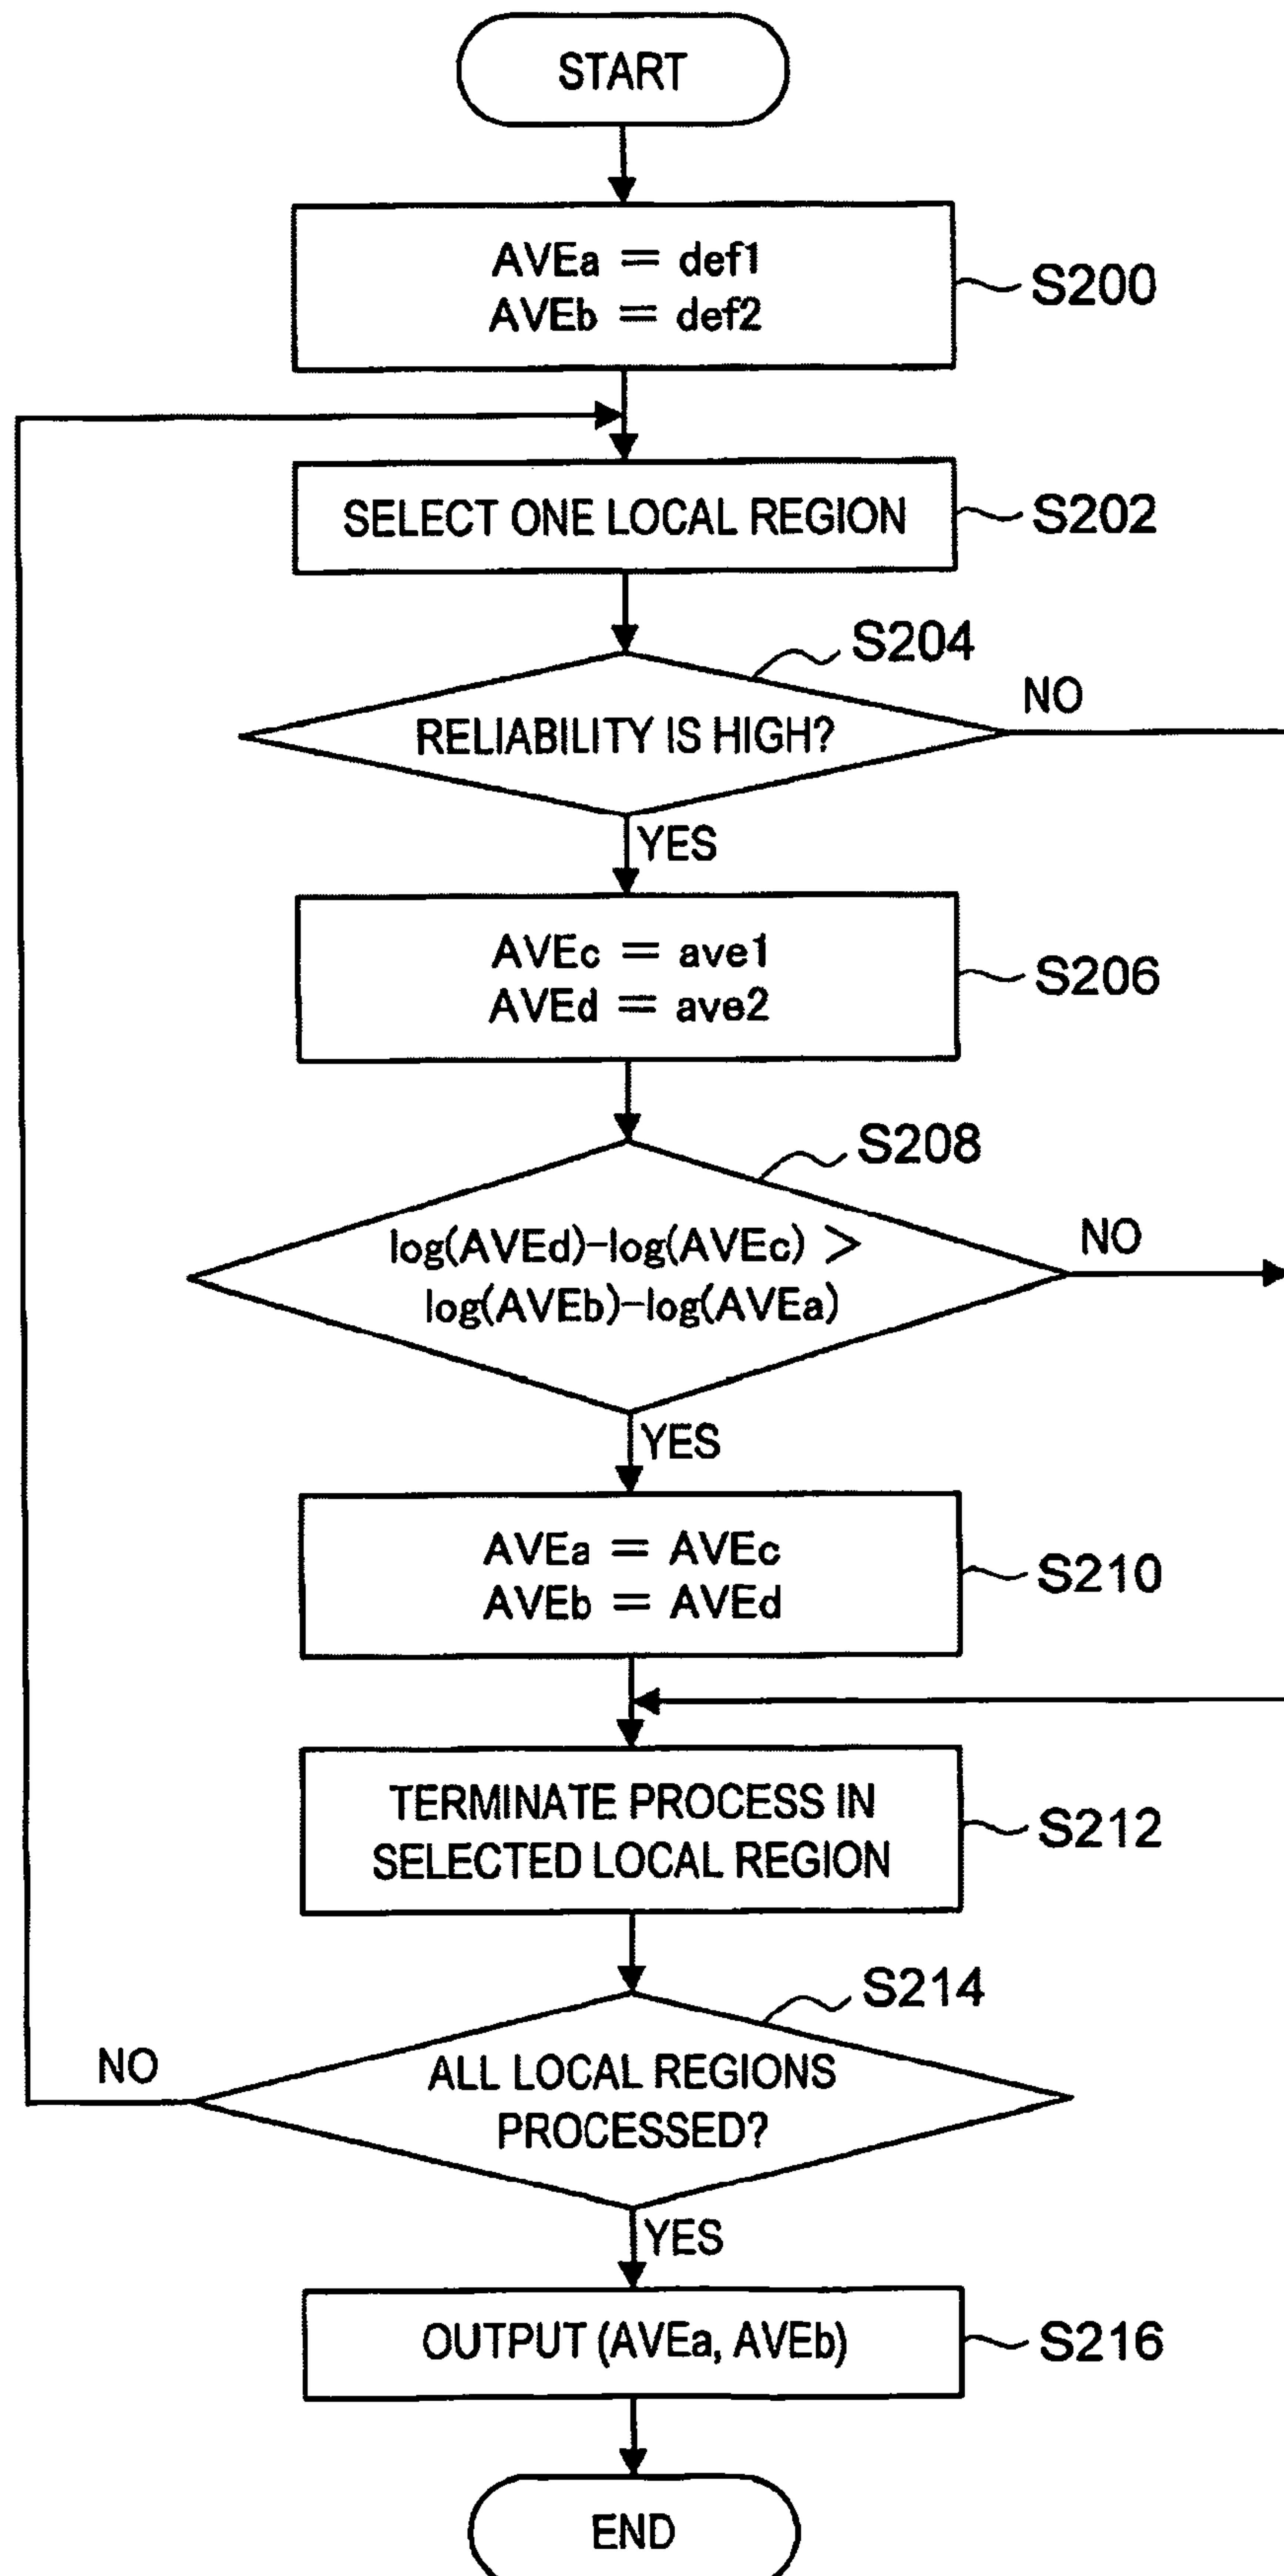 START
AVEa = def1
AVEb = def2
S200
SELECT ONE LOCAL REGION
S202
S204
RELIABILITY IS HIGH?
NO
YES
AVEc = ave1
AVEd = ave2
S206
S208
log(AVEd)-log(AVEc) >
log(AVEb)-log(AVEa)
NO
YES
AVEa = AVEc
AVEb = AVEd
S210
TERMINATE PROCESS IN
SELECTED LOCAL REGION
S212
S214
ALL LOCAL REGIONS
PROCESSED?
NO
YES
OUTPUT (AVEa, AVEb)
S216
END